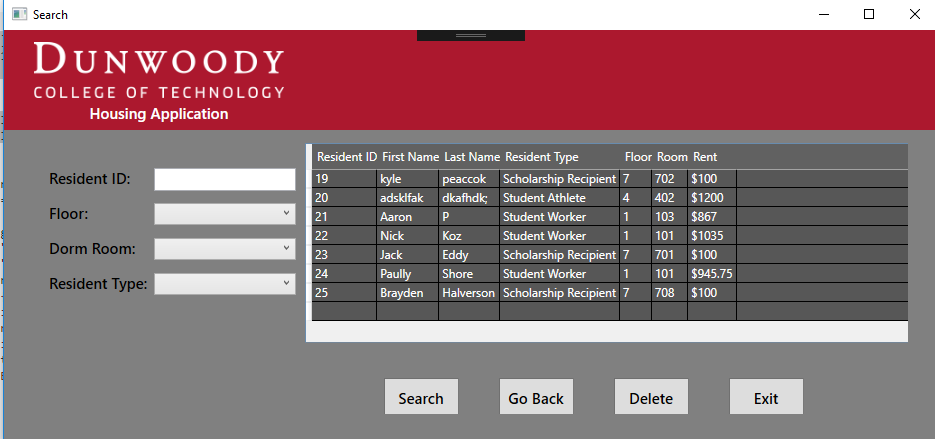 Search
DUNWOODY
COLLEGE OF TECHNOLOGY
Housing Application
Resident ID:
Floor:
Dorm Room:
Resident Type:
Resident ID First Name Last Name Resident Type Floor Room Rent
19 kyle peaccok Scholarship Recipient 7 702 $100
20 adsklfak dkafhdk; Student Athlete 4 402 $1200
21 Aaron P Student Worker 1 103 $867
22 Nick Koz Student Worker 1 101 $1035
23 Jack Eddy Scholarship Recipient 7 701 $100
24 Paully Shore Student Worker 1 101 $945.75
25 Brayden Halverson Scholarship Recipient 7 708 $100
Search Go Back Delete Exit